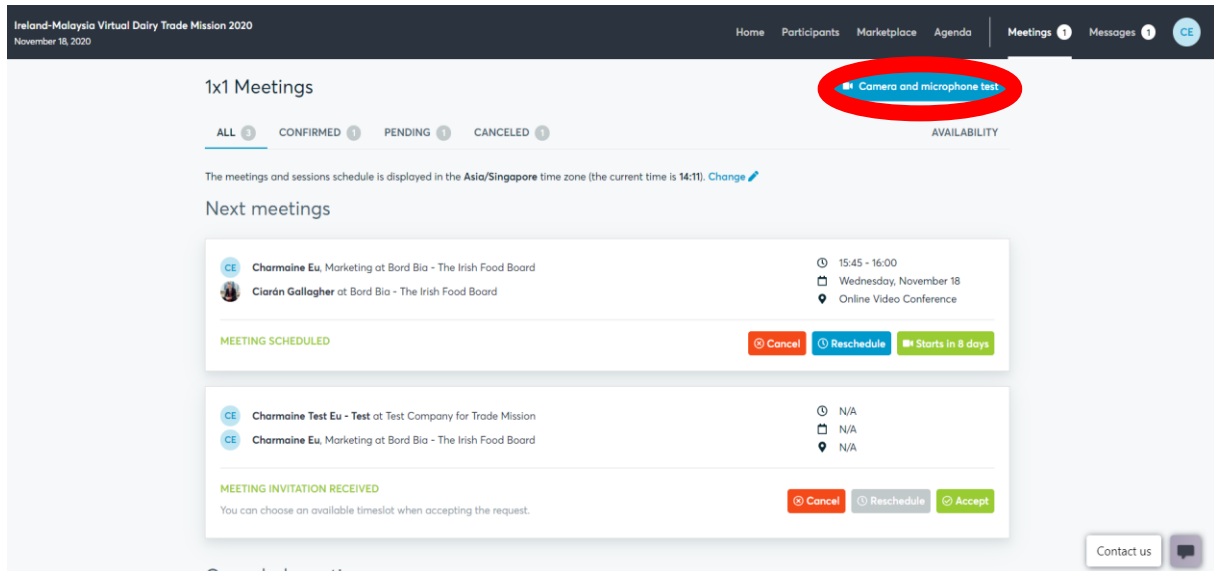 Ireland-Malaysia Virtual Dairy Trade Mission 2020
November 18, 2020
Home Participants Marketplace Agenda Meetings 1 Messages 1 CE
1x1 Meetings
Camera and microphone test
ALL 3 CONFIRMED 1 PENDING 1 CANCELED 1 AVAILABILITY
The meetings and sessions schedule is displayed in the Asia/Singapore time zone (the current time is 14:11). Change
Next meetings
CE Charmaine Eu, Marketing at Bord Bia - The Irish Food Board
Ciarán Gallagher at Bord Bia - The Irish Food Board
15:45 - 16:00
Wednesday, November 18
Online Video Conference
MEETING SCHEDULED
Cancel Reschedule Starts in 8 days
CE Charmaine Test Eu - Test at Test Company for Trade Mission
CE Charmaine Eu, Marketing at Bord Bia - The Irish Food Board
N/A
N/A
N/A
MEETING INVITATION RECEIVED
You can choose an available timeslot when accepting the request.
Cancel Reschedule Accept
Contact us